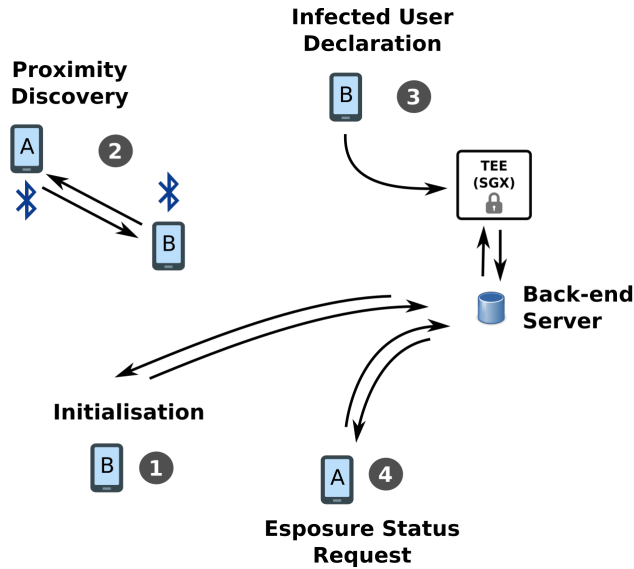 Infected User
Declaration
B
3
Proximity
Discovery
A
2
B
TEE
(SGX)
Back-end
Server
Initialisation
B
1
A
4
Esposure Status
Request